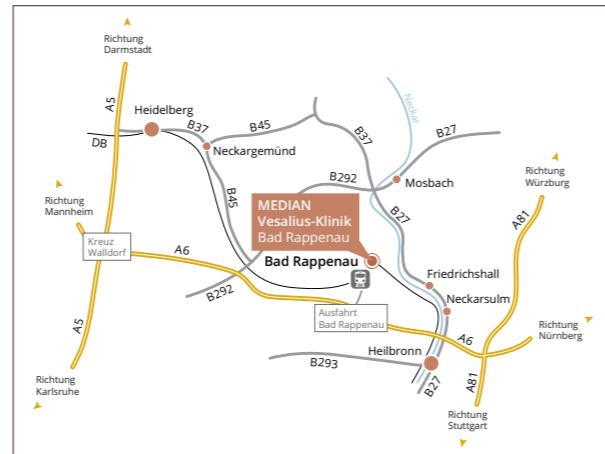 Richtung
Darmstadt
A5
Heidelberg
DB
B37
B45
Neckargemünd
B45
B37
Neckar
B27
B292
Mosbach
Richtung
Würzburg
A81
Richtung
Mannheim
Kreuz
Walldorf
A6
MEDIAN
Vesalius-Klinik
Bad Rappenau
B27
Bad Rappenau
B292
Friedrichshall
Neckarsulm
Ausfahrt
Bad Rappenau
A5
A6
Richtung
Nürnberg
Heilbronn
B293
B27
A81
Richtung
Karlsruhe
Richtung
Stuttgart